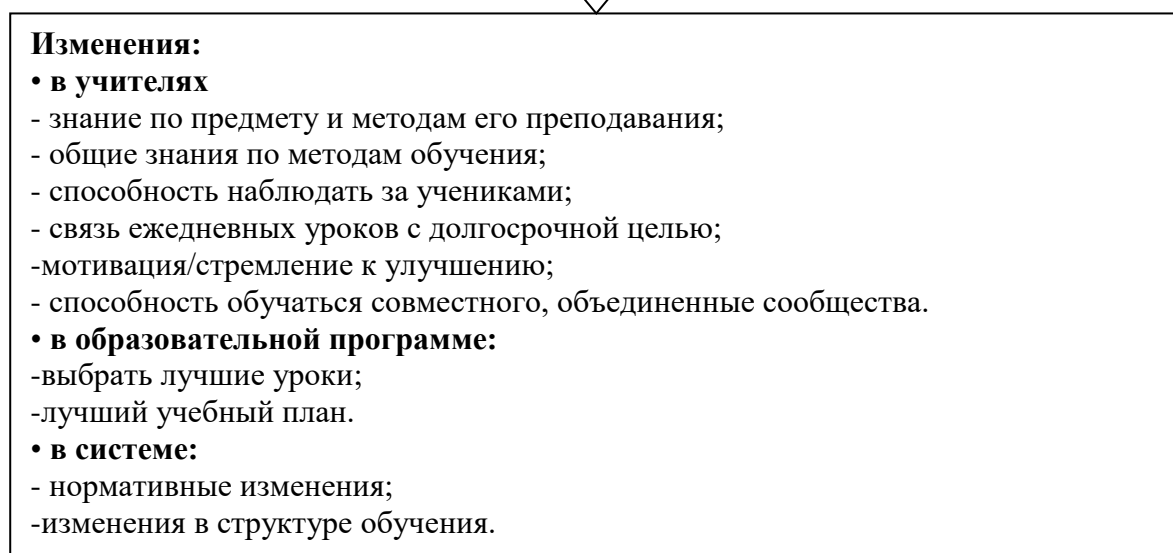 Изменения:
• в учителях
- знание по предмету и методам его преподавания;
- общие знания по методам обучения;
- способность наблюдать за учениками;
- связь ежедневных уроков с долгосрочной целью;
-мотивация/стремление к улучшению;
- способность обучаться совместного, объединенные сообщества.
• в образовательной программе:
-выбрать лучшие уроки;
-лучший учебный план.
• в системе:
- нормативные изменения;
-изменения в структуре обучения.